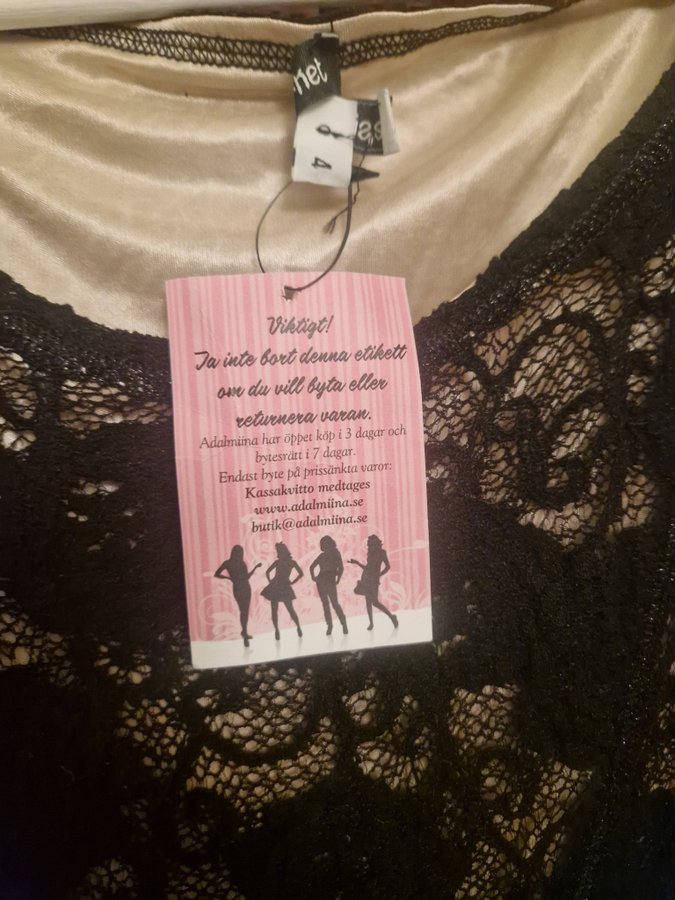 Viktigt!
Ta inte bort denna etikett
om du vill byta eller
returnera varan.
Adalmiina har öppet köp i 3 dagar och
bytesrätt i 7 dagar.
Endast byte på prissänkta varor:
Kassakvitto medtages
www.adalmiina.se
butik@adalmiina.se